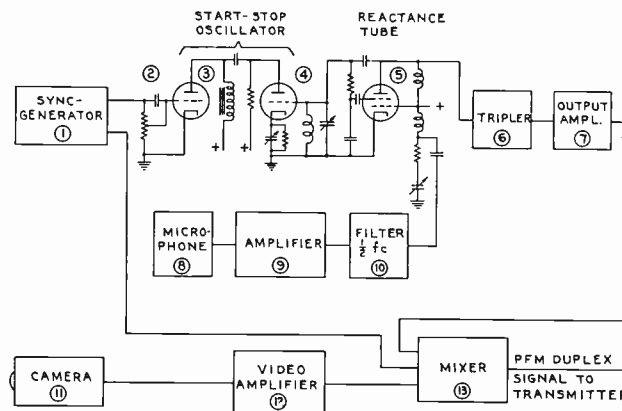 START-STOP
OSCILLATOR
REACTANCE
TUBE
② ③ ④ ⑤
SYNC-
GENERATOR
①
+ + +
TRIPLER
⑥
OUTPUT
AMPL.
⑦
MICRO-
PHONE
⑧
AMPLIFIER
⑨
FILTER
½ fc
⑩
CAMERA
⑪
VIDEO
AMPLIFIER
⑫
MIXER
⑬
PFM DUPLEX
SIGNAL TO
TRANSMITTER